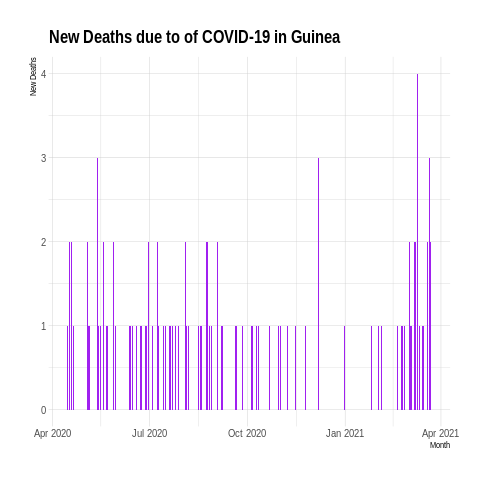 New Deaths due to of COVID-19 in Guinea
New Deaths
4
3
2
1
0
Apr 2020 Jul 2020 Oct 2020 Jan 2021 Apr 2021
Month